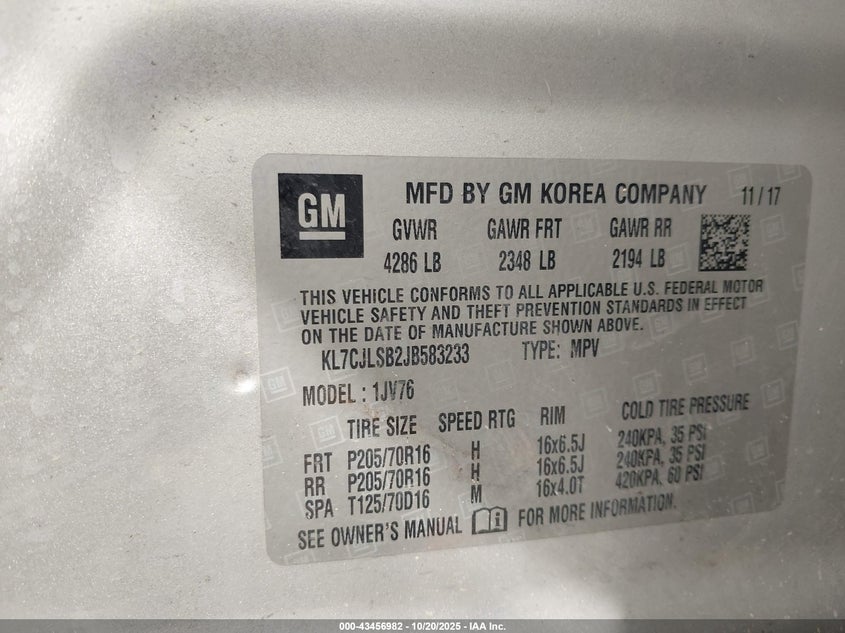 GM
MFD BY GM KOREA COMPANY 11/17
GVWR GAWR FRT GAWR RR
4286 LB 2348 LB 2194 LB
THIS VEHICLE CONFORMS TO ALL APPLICABLE U.S. FEDERAL MOTOR
VEHICLE SAFETY AND THEFT PREVENTION STANDARDS IN EFFECT
ON THE DATE OF MANUFACTURE SHOWN ABOVE.
KL7CJLSB2JB583233 TYPE: MPV
MODEL : 1JV76
TIRE SIZE SPEED RTG RIM COLD TIRE PRESSURE
FRT P205/70R16 H 16x6.5J 240KPA, 35 PSI
RR P205/70R16 H 16x6.5J 240KPA, 35 PSI
SPA T125/70D16 M 16x4.0T 420KPA, 60 PSI
SEE OWNER'S MANUAL FOR MORE INFORMATION.
000-43456982 | 10/20/2025 - IAA Inc.